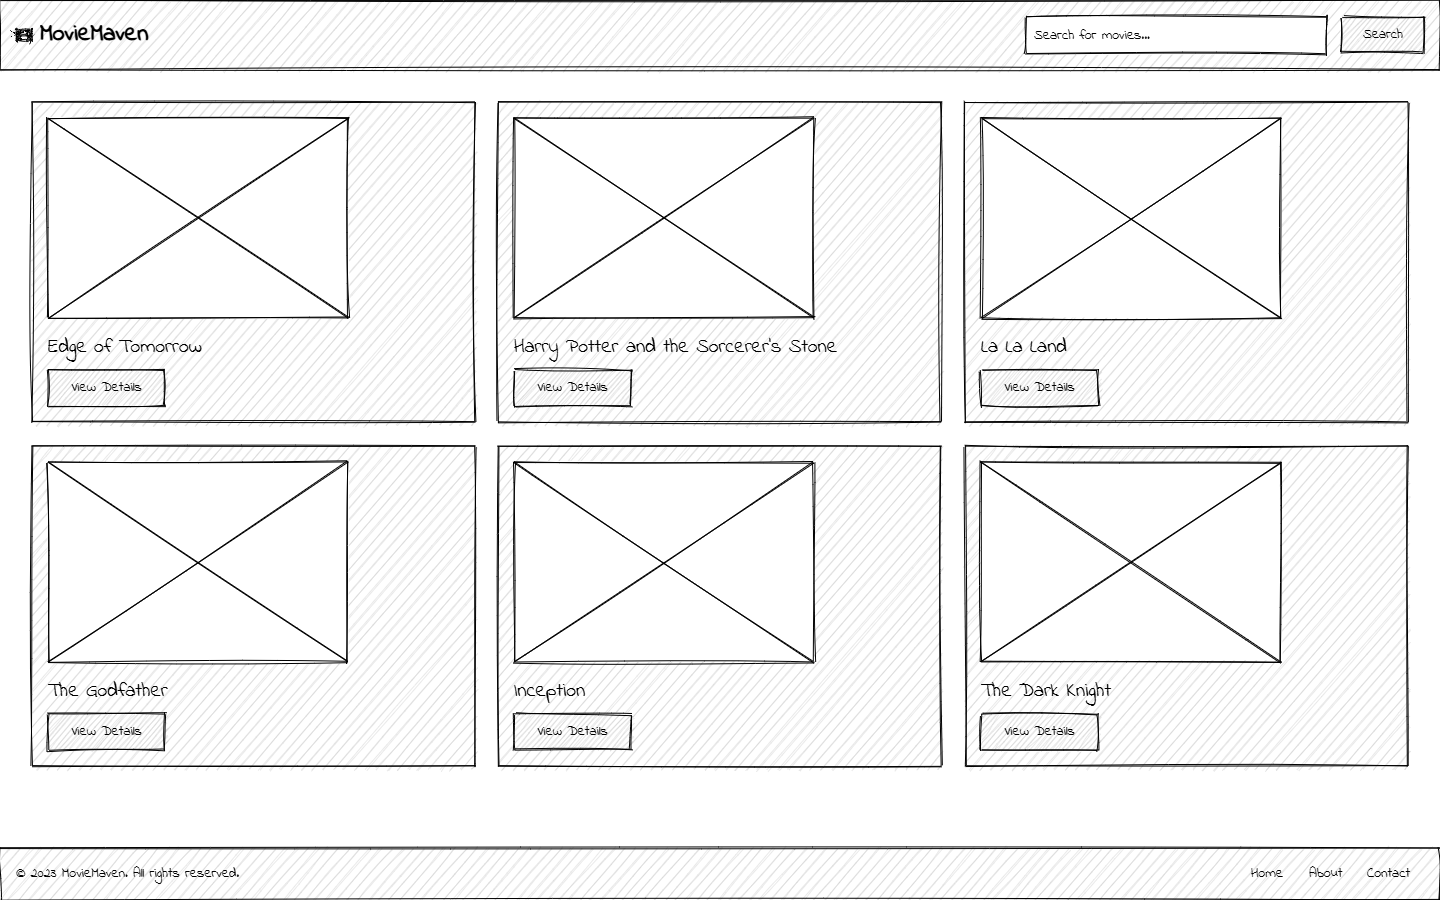 MovieMaven
Search for movies...
Search
Edge of Tomorrow
View Details
Harry Potter and the Sorcerer's Stone
View Details
La La Land
View Details
The Godfather
View Details
Inception
View Details
The Dark Knight
View Details
© 2023 MovieMaven. All rights reserved.
Home About Contact